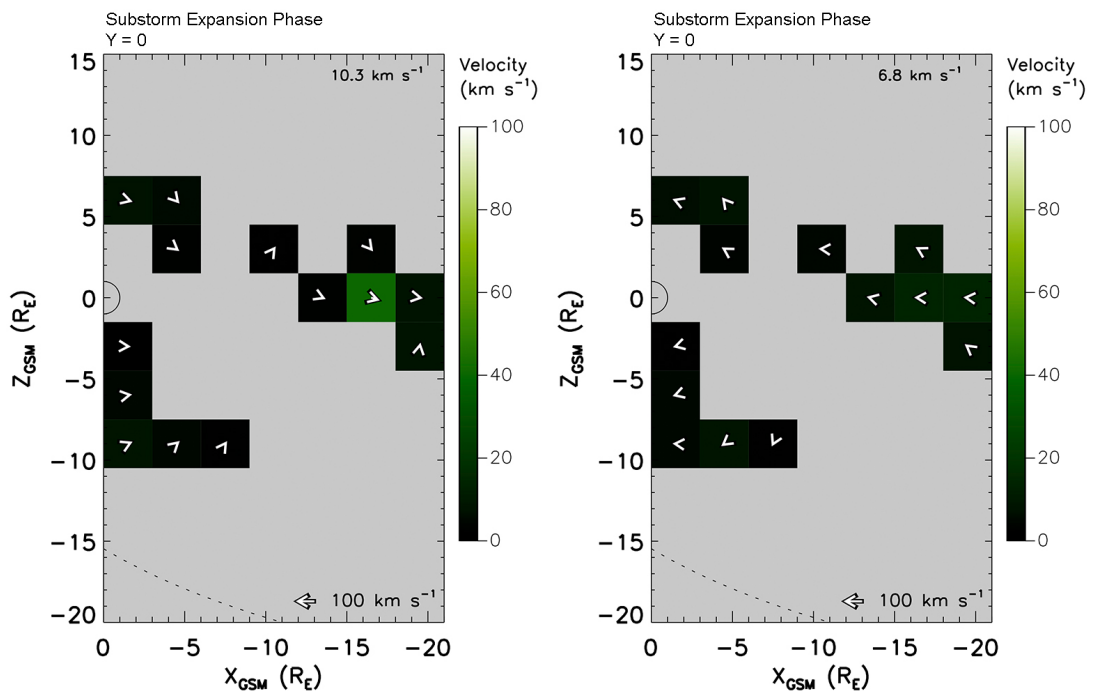 Substorm Expansion Phase
Y = 0
10.3 km s⁻¹
Velocity
(km s⁻¹)
100
80
60
40
20
0
15
10
5
0
−5
−10
−15
−20
Z_GSM (R_E)
100 km s⁻¹
0
−5
−10
−15
−20
X_GSM (R_E)
Substorm Expansion Phase
Y = 0
6.8 km s⁻¹
Velocity
(km s⁻¹)
100
80
60
40
20
0
15
10
5
0
−5
−10
−15
−20
Z_GSM (R_E)
100 km s⁻¹
0
−5
−10
−15
−20
X_GSM (R_E)